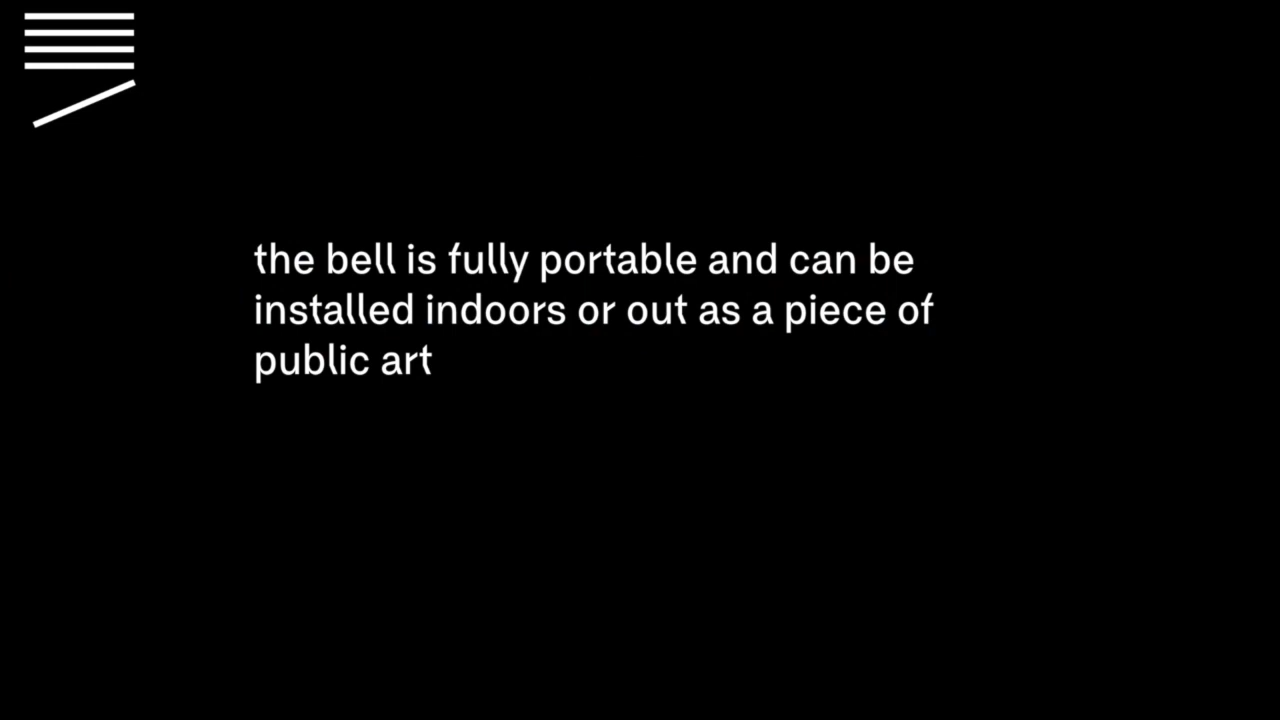 the bell is fully portable and can be
installed indoors or out as a piece of
public art